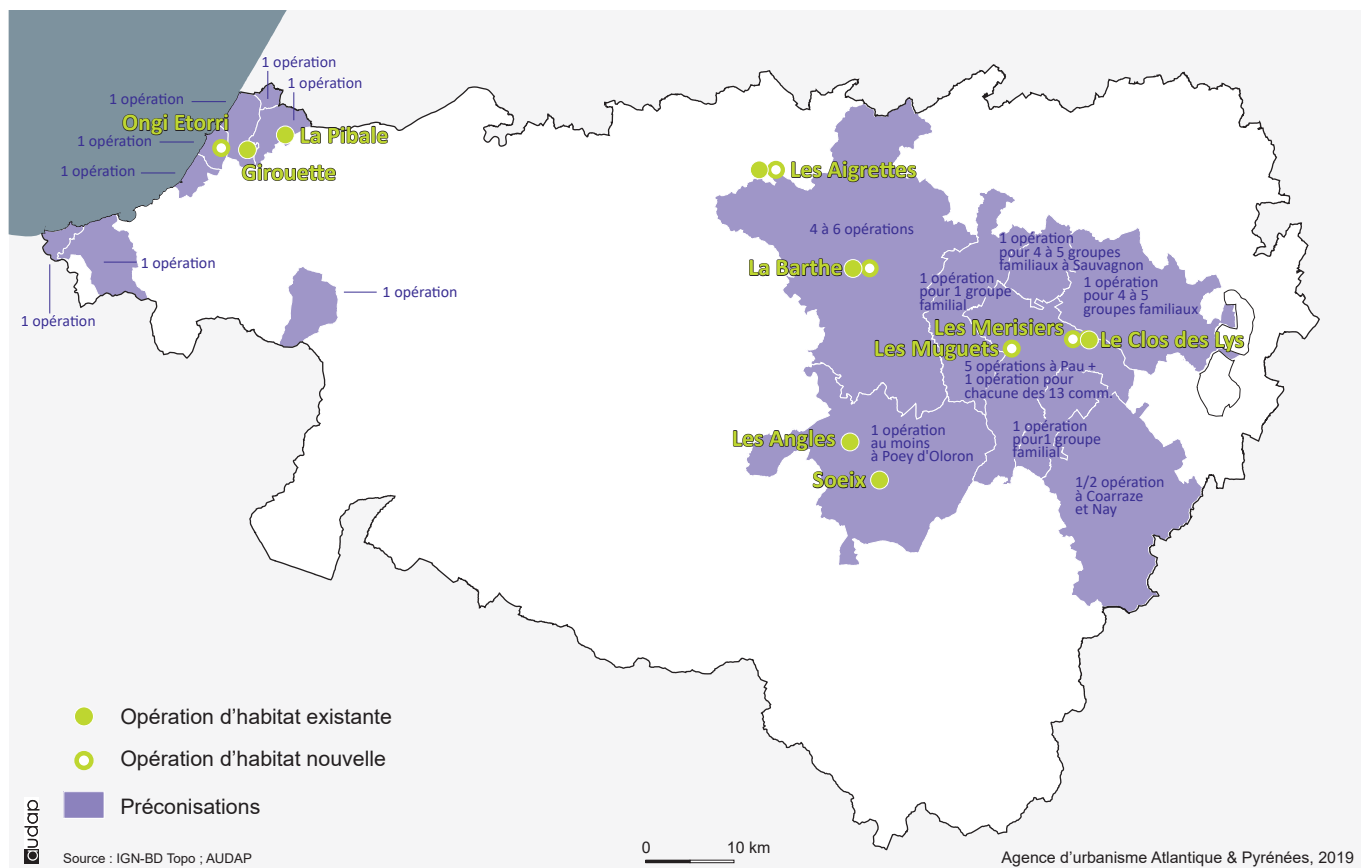 1 opération
1 opération
1 opération
Ongi Etorri
La Pibale
1 opération
Girouette
1 opération
1 opération
1 opération
1 opération
Les Aigrettes
4 à 6 opérations
La Barthe
1 opération
pour 4 à 5 groupes
familiaux à Sauvagnon
1 opération
pour 1 groupe
familial
1 opération
pour 4 à 5
groupes familiaux
Les Merisiers
Le Clos des Lys
Les Muguets
5 opérations à Pau +
1 opération pour
chacune des 13 comm.
Les Angles
1 opération
au moins
à Poey d'Oloron
Soeix
1 opération
pour1 groupe
familial
1/2 opération
à Coarraze
et Nay
Opération d'habitat existante
Opération d'habitat nouvelle
Préconisations
audap
Source : IGN-BD Topo ; AUDAP
0 10 km
Agence d'urbanisme Atlantique & Pyrénées, 2019